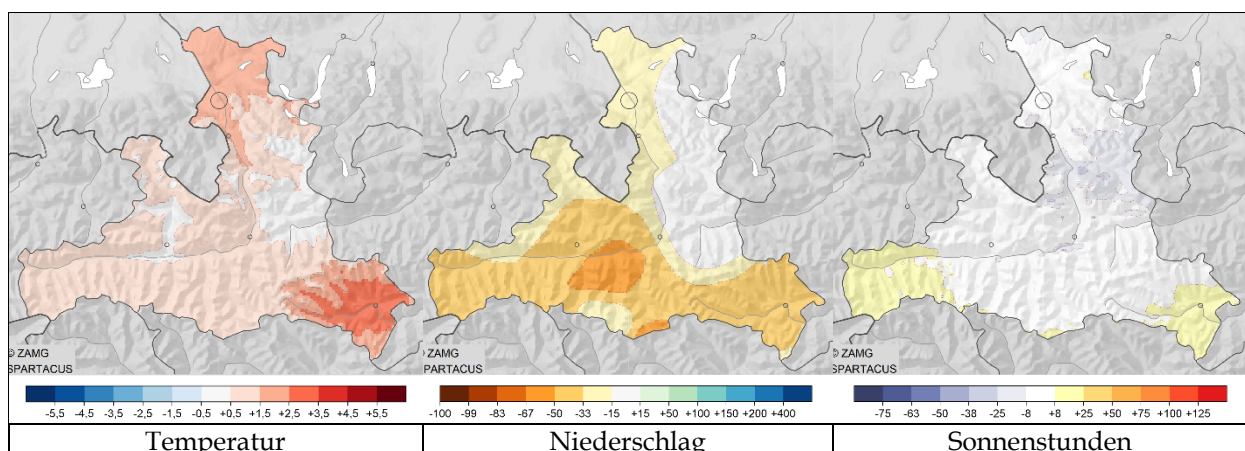 © ZAMG
SPARTACUS
© ZAMG
SPARTACUS
© ZAMG
SPARTACUS
-5,5 -4,5 -3,5 -2,5 -1,5 -0,5 +0,5 +1,5 +2,5 +3,5 +4,5 +5,5
-100 -99 -83 -67 -50 -33 -15 +15 +50 +100 +150 +200 +400
-75 -63 -50 -38 -25 -8 +8 +25 +50 +75 +100 +125
Temperatur
Niederschlag
Sonnenstunden